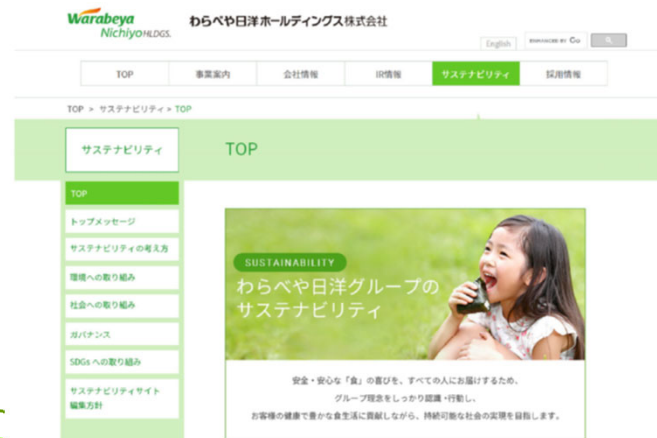 Warabeya
Nichiyo HLDGS.
わらべや日洋ホールディングス株式会社
English
TOP
事業案内
会社情報
IR情報
サステナビリティ
採用情報
TOP > サステナビリティ > TOP
サステナビリティ
TOP
TOP
トップメッセージ
サステナビリティの考え方
環境への取り組み
社会への取り組み
ガバナンス
SDGs への取り組み
サステナビリティサイト
編集方針
SUSTAINABILITY
わらべや日洋グループの
サステナビリティ
安全・安心な「食」の喜びを、すべての人にお届けするため、
グループ理念をしっかり認識・行動し、
お客様の健康で豊かな食生活に貢献しながら、持続可能な社会の実現を目指します。